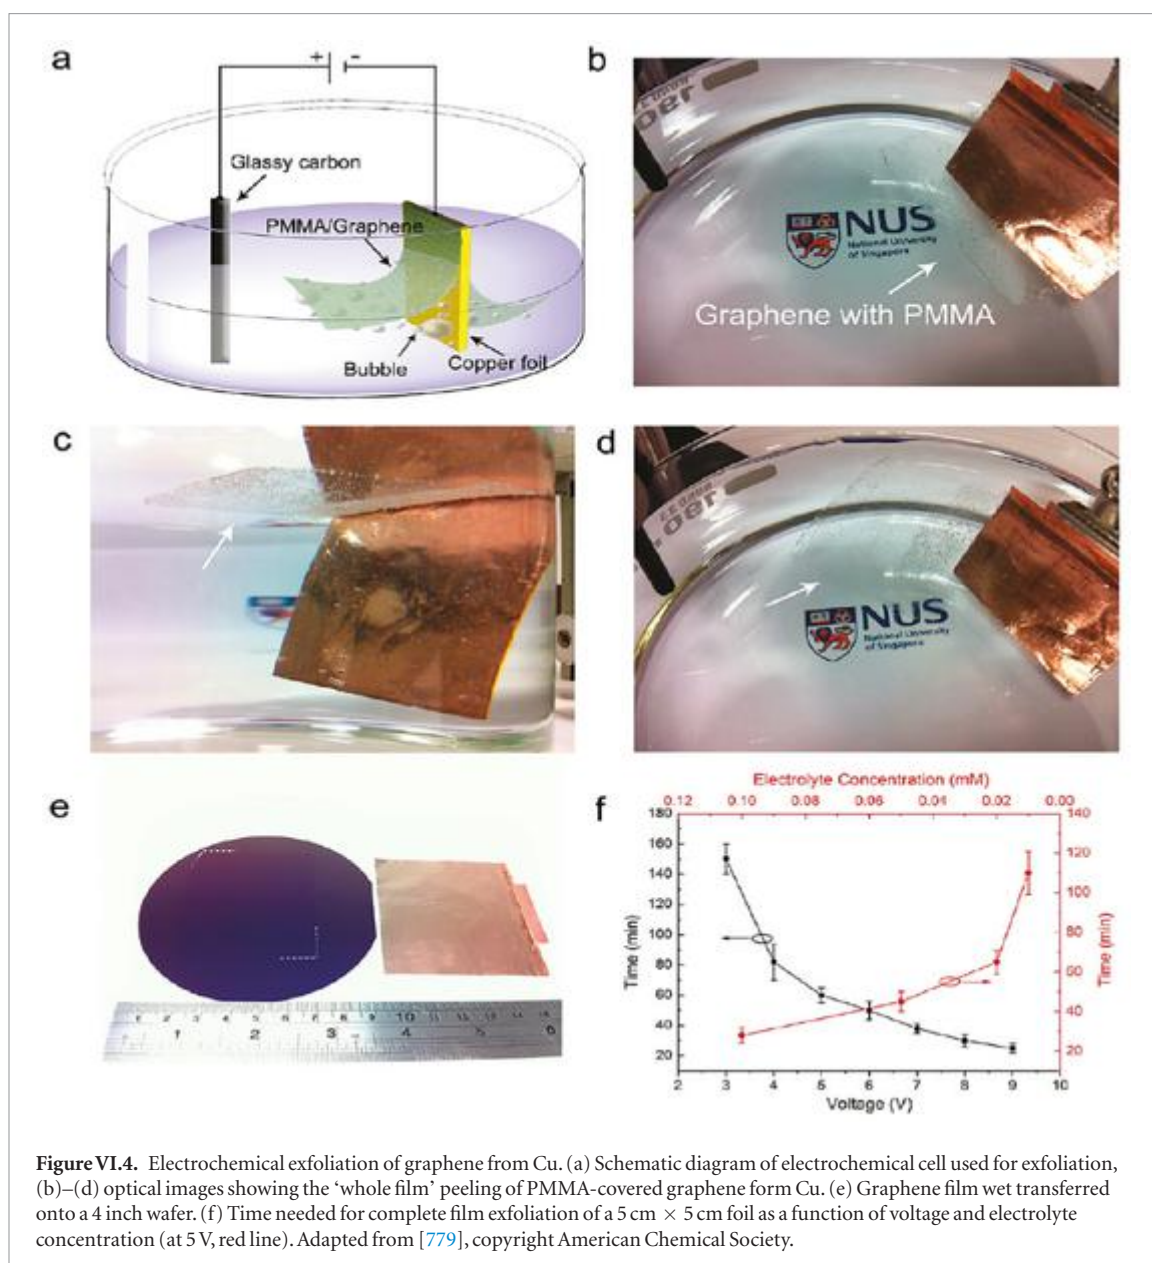 a
+ -
Glassy carbon
PMMA/Graphene
Bubble
Copper foil
b
NUS
National University
of Singapore
Graphene with PMMA
c
d
NUS
National University
of Singapore
e
1 2 3 4 5 6
f
Electrolyte Concentration (mM)
0.12 0.10 0.08 0.06 0.04 0.02 0.00
180
160
140
120
100
80
60
40
20
Time (min)
140
120
100
80
60
40
20
Time (min)
2 3 4 5 6 7 8 9 10
Voltage (V)
Figure VI.4. Electrochemical exfoliation of graphene from Cu. (a) Schematic diagram of electrochemical cell used for exfoliation,
(b)–(d) optical images showing the ‘whole film’ peeling of PMMA-covered graphene form Cu. (e) Graphene film wet transferred
onto a 4 inch wafer. (f) Time needed for complete film exfoliation of a 5 cm × 5 cm foil as a function of voltage and electrolyte
concentration (at 5 V, red line). Adapted from [779], copyright American Chemical Society.